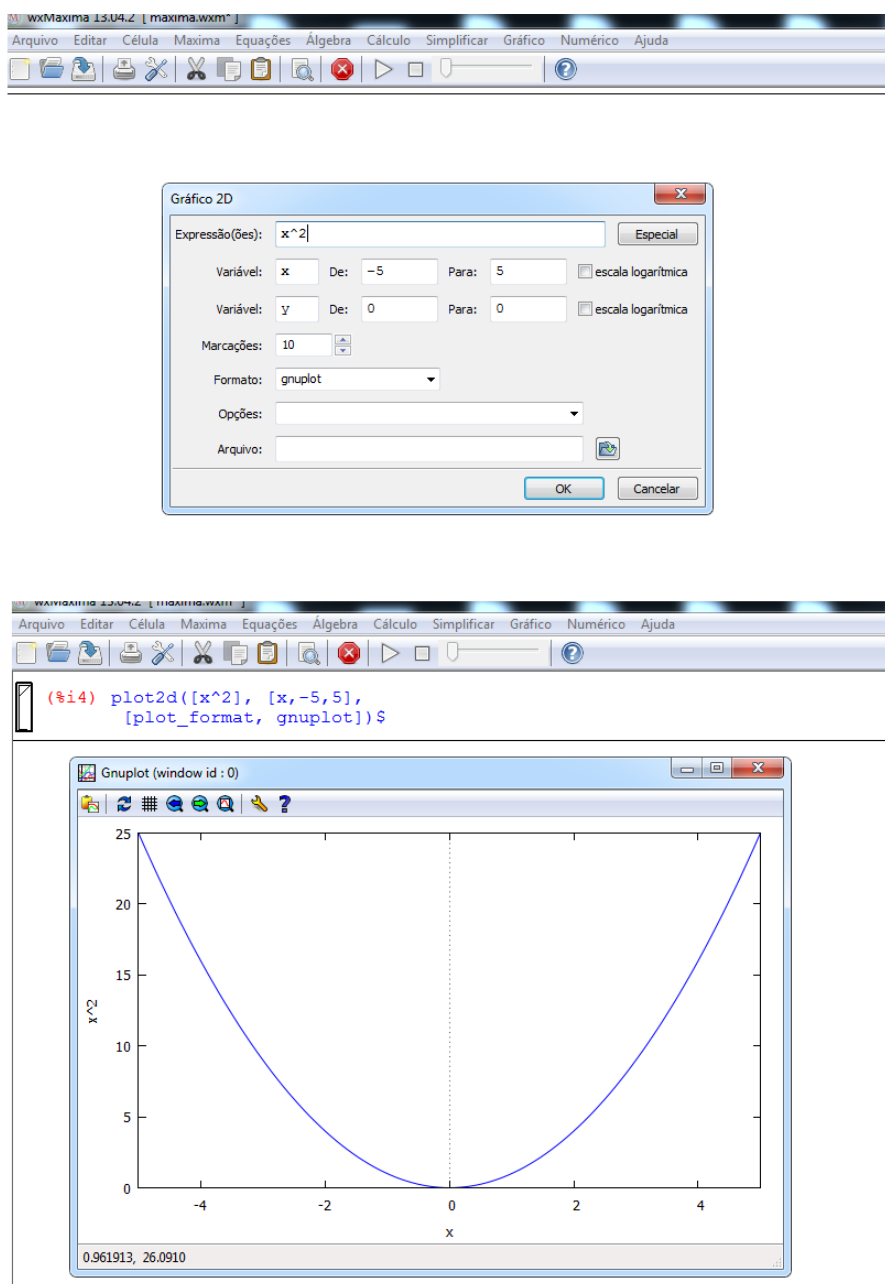 wxMaxima 13.04.2 [ maxima.wxm* ]
Arquivo Editar Célula Maxima Equações Álgebra Cálculo Simplificar Gráfico Numérico Ajuda
Gráfico 2D
Expressão(ões): x^2 Especial
Variável: x De: -5 Para: 5 escala logarítmica
Variável: y De: 0 Para: 0 escala logarítmica
Marcações: 10
Formato: gnuplot
Opções:
Arquivo:
OK Cancelar
wxMaxima 13.04.2 [ maxima.wxm* ]
Arquivo Editar Célula Maxima Equações Álgebra Cálculo Simplificar Gráfico Numérico Ajuda
(%i4) plot2d([x^2], [x,-5,5],
[plot_format, gnuplot])$
Gnuplot (window id : 0)
25
20
15
x^2
10
5
0
-4 -2 0 2 4
x
0.961913, 26.0910